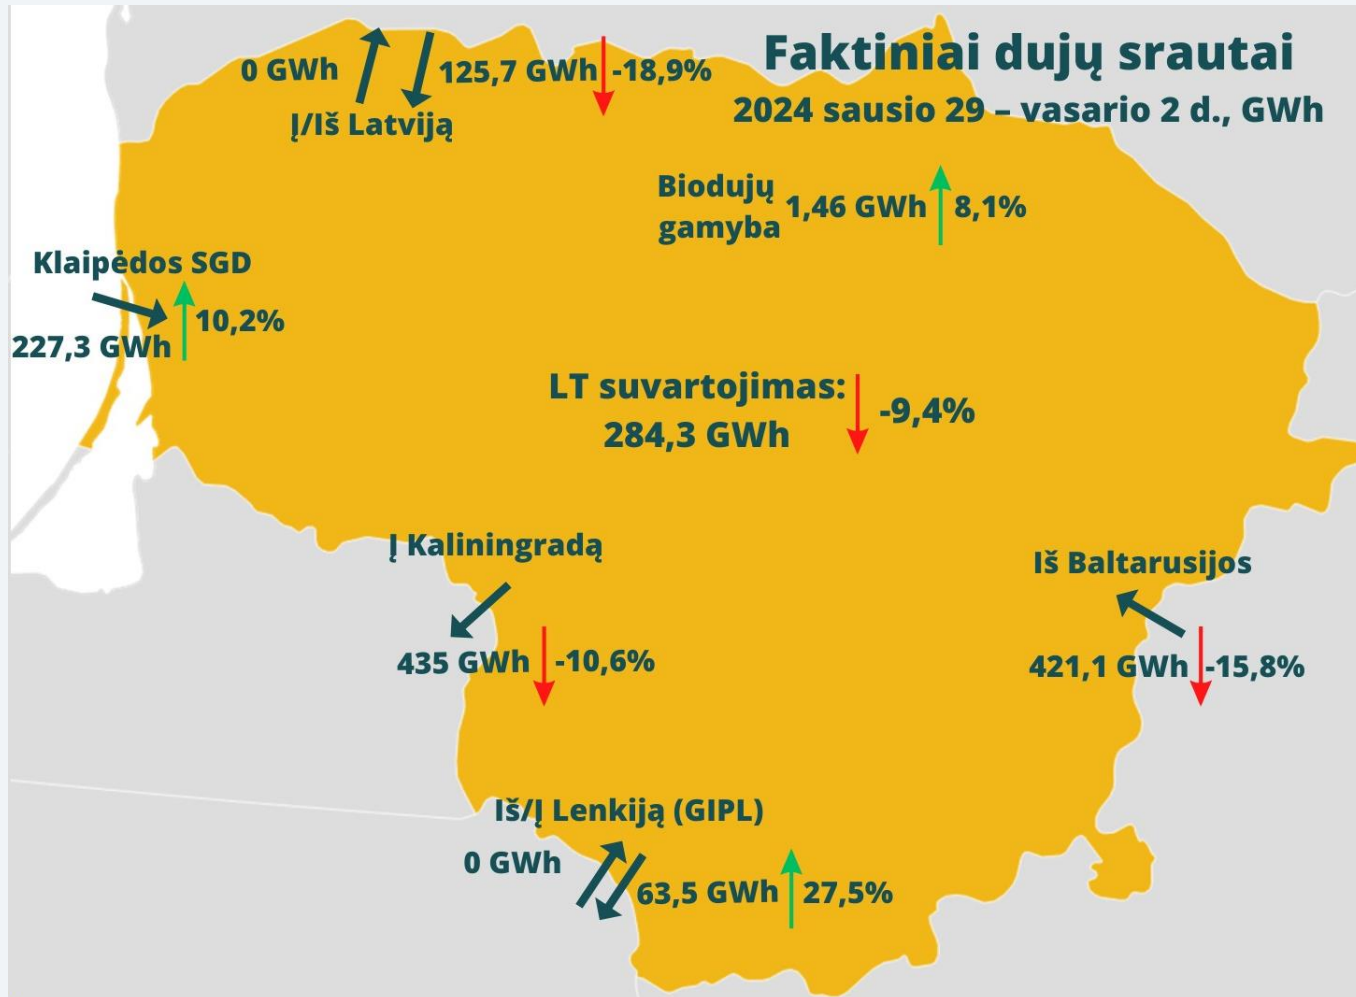 Faktiniai dujų srautai
2024 sausio 29 – vasario 2 d., GWh
0 GWh
125,7 GWh
-18,9%
Į/Iš Latviją
Biodujų
gamyba
1,46 GWh
8,1%
Klaipėdos SGD
10,2%
227,3 GWh
LT suvartojimas:
284,3 GWh
-9,4%
Į Kaliningradą
435 GWh
-10,6%
Iš Baltarusijos
421,1 GWh
-15,8%
Iš/Į Lenkiją (GIPL)
0 GWh
63,5 GWh
27,5%